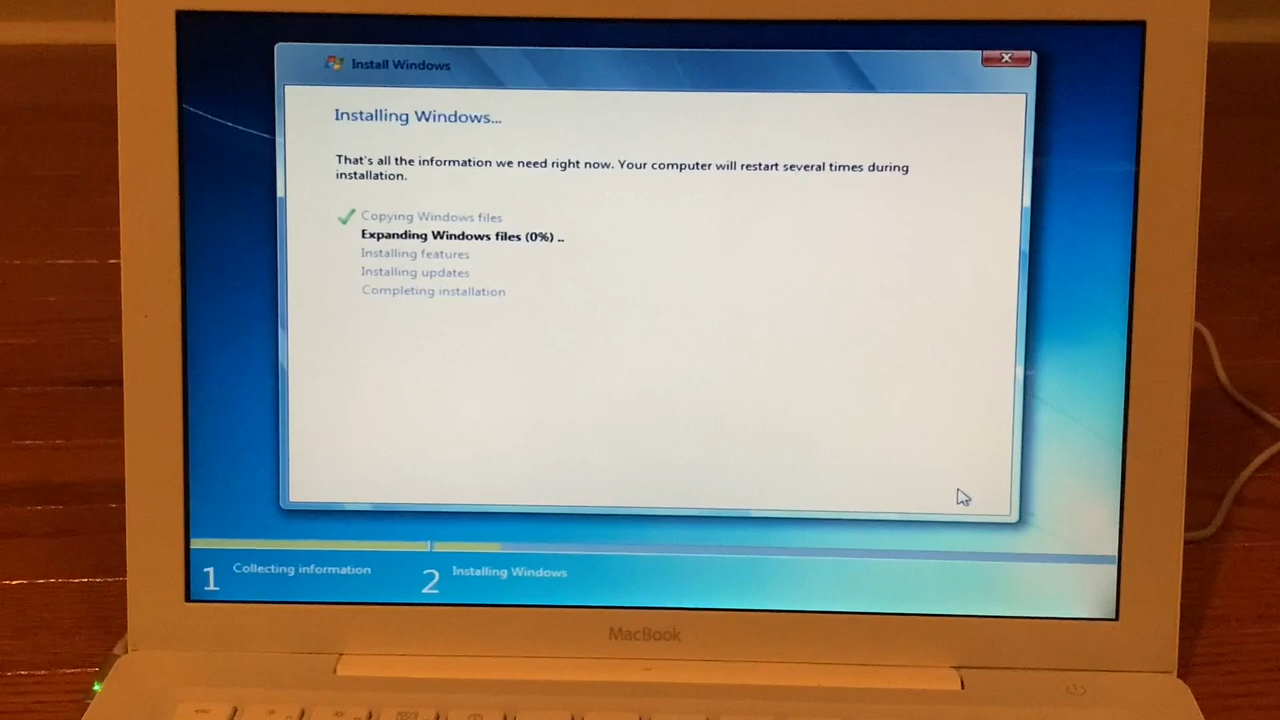 Install Windows
Installing Windows...
That's all the information we need right now. Your computer will restart several times during
installation.
Copying Windows files
Expanding Windows files (0%) ..
Installing features
Installing updates
Completing installation
1 Collecting information
2 Installing Windows
MacBook